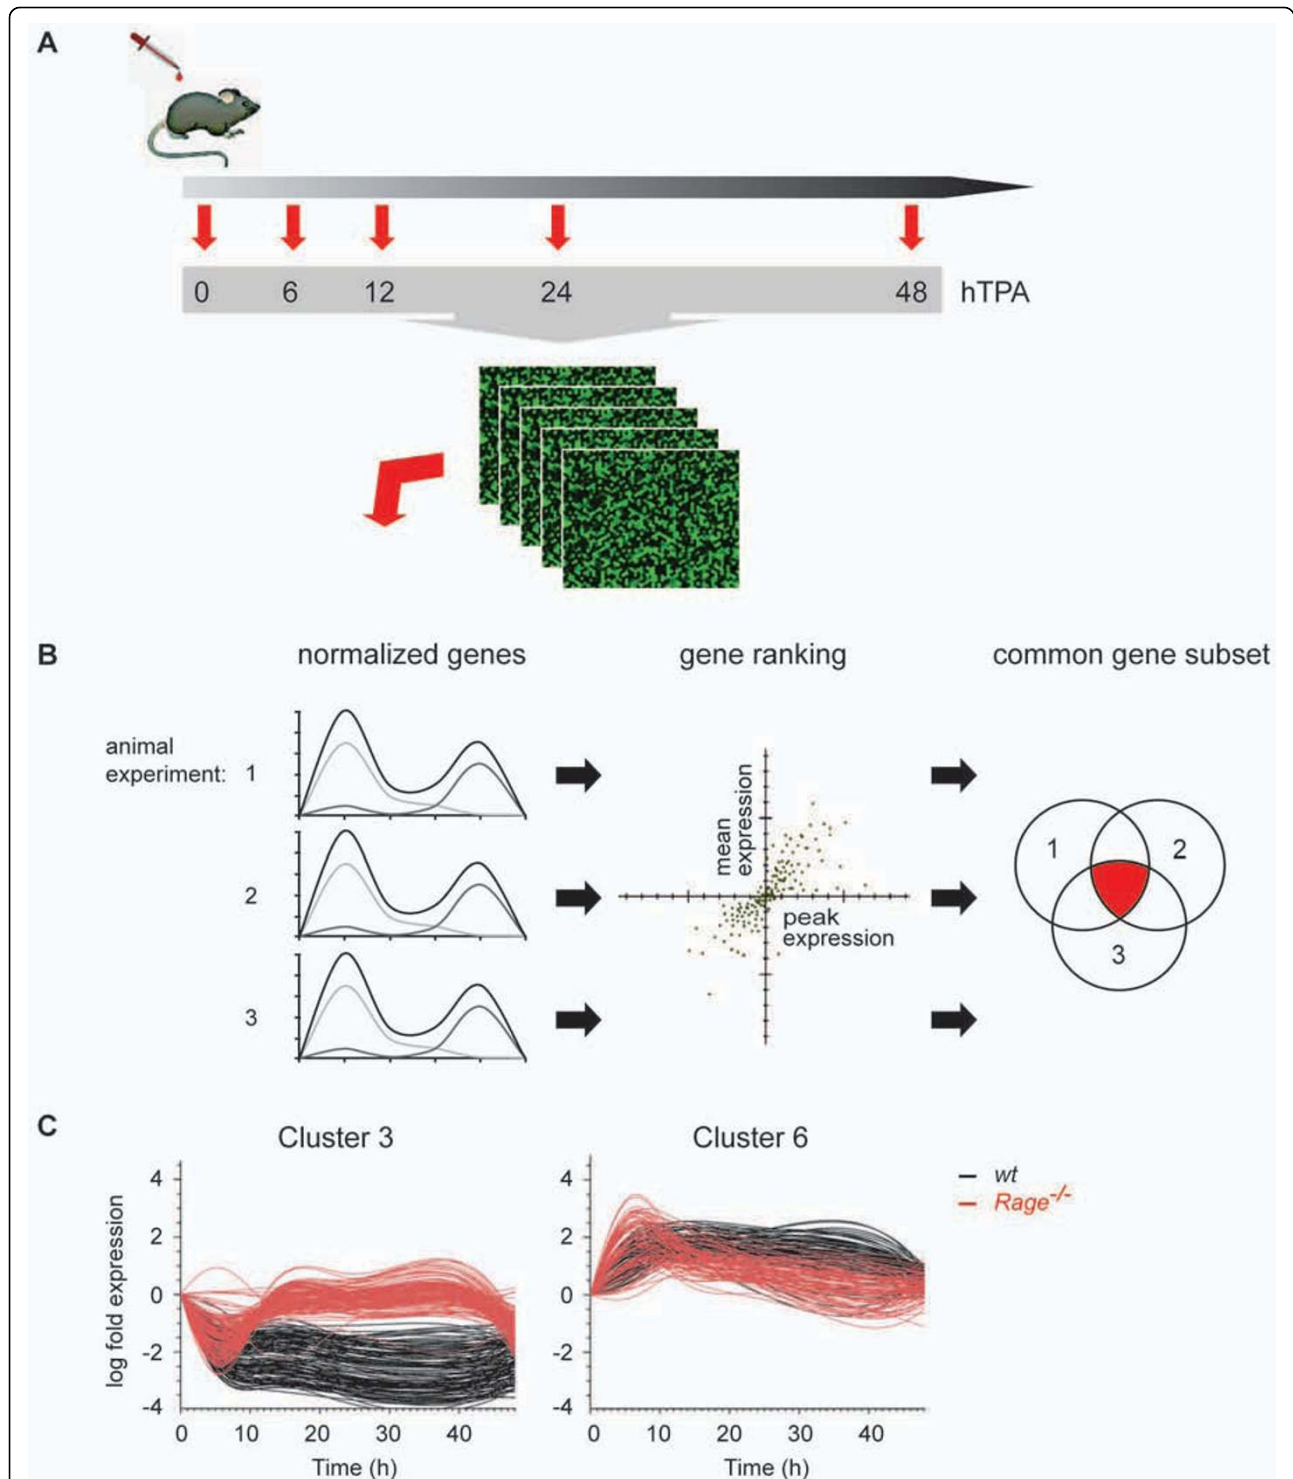 A
0 6 12 24 48 hTPA
B
normalized genes gene ranking common gene subset
animal
experiment: 1
2
3
mean
expression
peak
expression
1 2
3
C
Cluster 3 Cluster 6
wt
Rage-/-
log fold expression
4
2
0
-2
-4
0 10 20 30 40
Time (h)
4
2
0
-2
-4
0 10 20 30 40
Time (h)